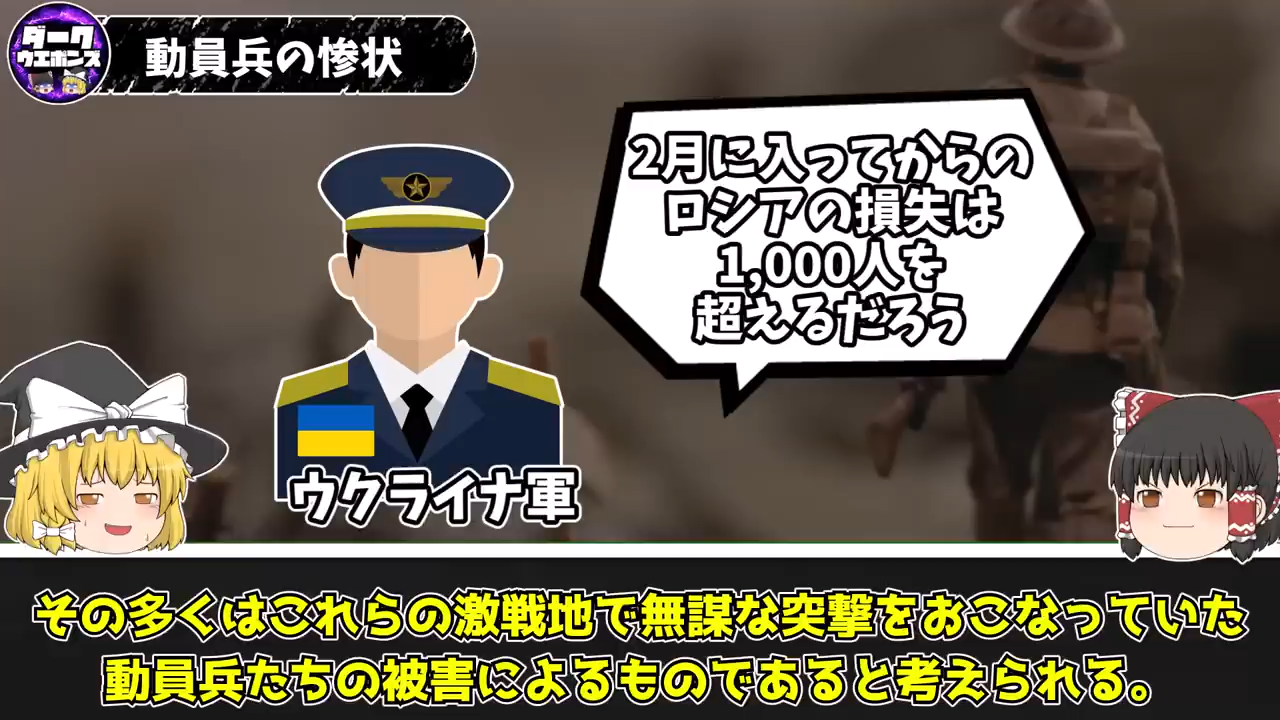 ダーク
ウエポンズ
動員兵の惨状
2月に入ってからの
ロシアの損失は
1,000人を
超えるだろう
ウクライナ軍
その多くはこれらの激戦地で無謀な突撃をおこなっていた
動員兵たちの被害によるものであると考えられる。